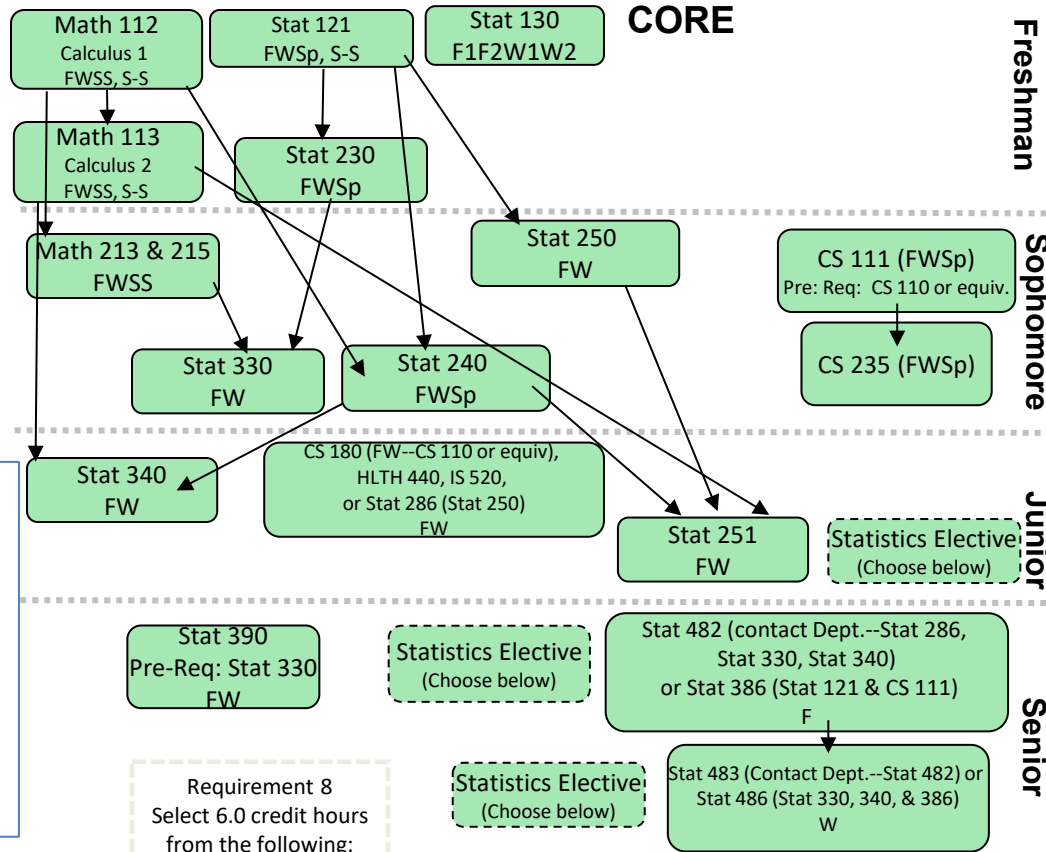 CORE
Freshman
Math 112
Calculus 1
FWSS, S-S
Stat 121
FWSp, S-S
Stat 130
F1F2W1W2
Math 113
Calculus 2
FWSS, S-S
Stat 230
FWSp
Sophomore
Math 213 & 215
FWSS
Stat 250
FW
CS 111 (FWSp)
Pre: Req:  CS 110 or equiv.
Stat 330
FW
Stat 240
FWSp
CS 235 (FWSp)
Junior
Stat 340
FW
CS 180 (FW--CS 110 or equiv),
HLTH 440, IS 520,
or Stat 286 (Stat 250)
FW
Stat 251
FW
Statistics Elective
(Choose below)
Senior
Stat 390
Pre-Req: Stat 330
FW
Statistics Elective
(Choose below)
Stat 482 (contact Dept.--Stat 286,
Stat 330, Stat 340)
or Stat 386 (Stat 121 & CS 111)
F
Requirement 8
Select 6.0 credit hours
from the following:
Statistics Elective
(Choose below)
Stat 483 (Contact Dept.--Stat 482) or
Stat 486 (Stat 330, 340, & 386)
W